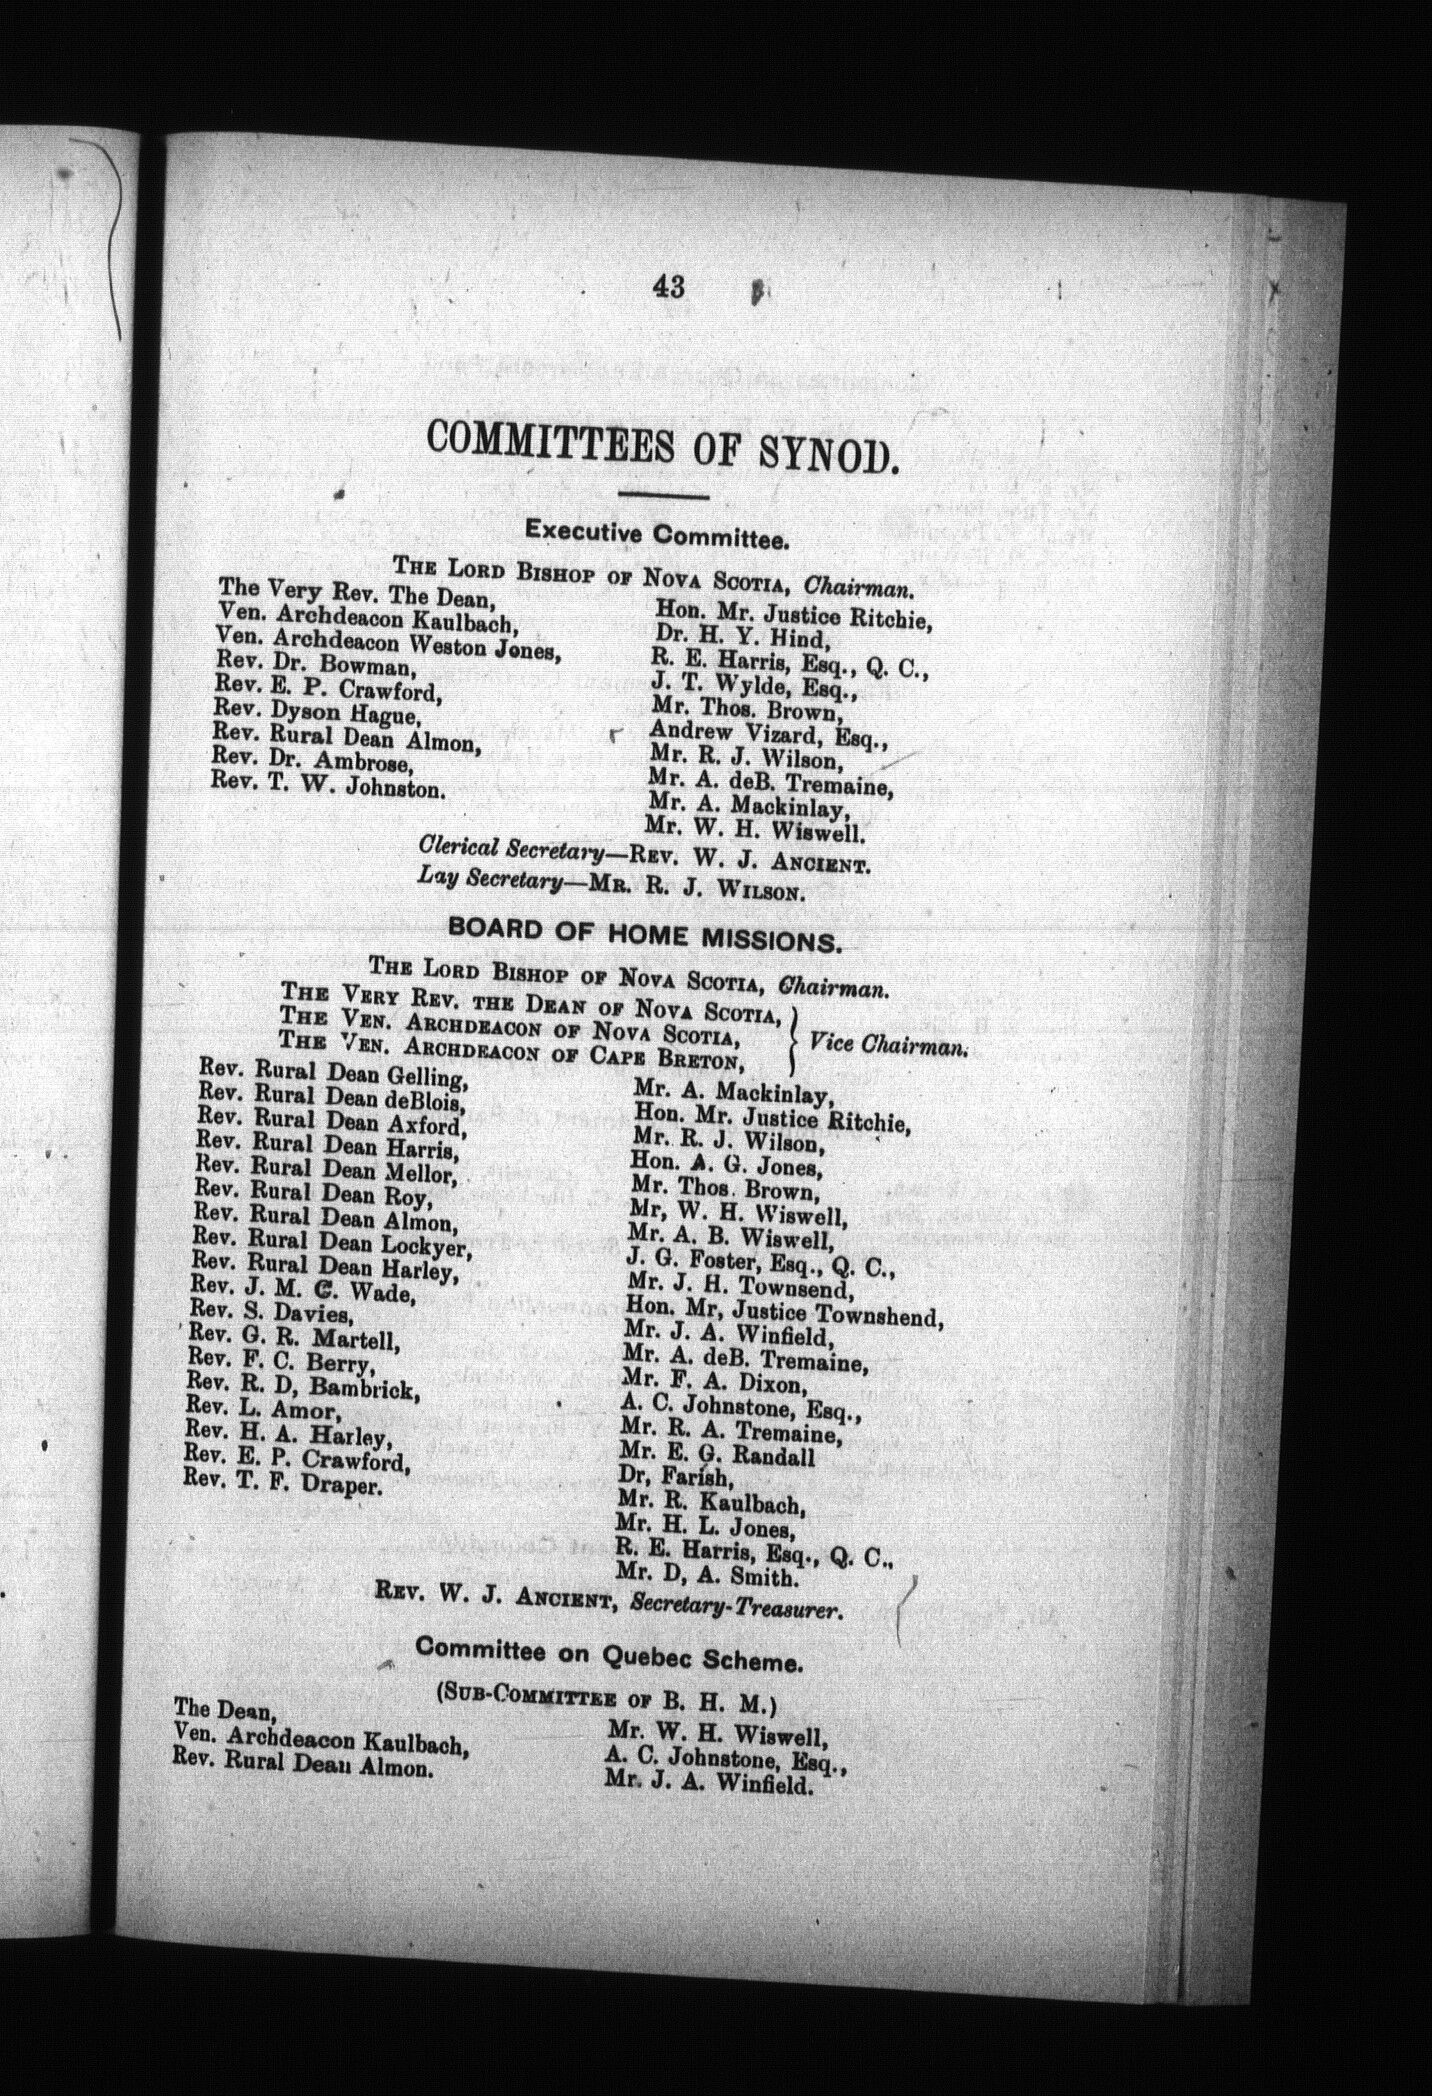 43
COMMITTEES OF SYNOD.
Executive Committee.
THE LORD BISHOP OF NOVA SCOTIA, Chairman.
The Very Rev. The Dean,
Ven. Archdeacon Kaulbach,
Ven. Archdeacon Weston Jones,
Rev. Dr. Bowman,
Rev. E. P. Crawford,
Rev. Dyson Hague,
Rev. Rural Dean Almon,
Rev. Dr. Ambrose,
Rev. T. W. Johnston.
Hon. Mr. Justice Ritchie,
Dr. H. Y. Hind,
R. E. Harris, Esq., Q. C.,
J. T. Wylde, Esq.,
Mr. Thos. Brown,
Andrew Vizard, Esq.,
Mr. R. J. Wilson,
Mr. A. deB. Tremaine,
Mr. A. Mackinlay,
Mr. W. H. Wiswell.
Clerical Secretary—REV. W. J. ANCIENT.
Lay Secretary—MR. R. J. WILSON.
BOARD OF HOME MISSIONS.
THE LORD BISHOP OF NOVA SCOTIA, Chairman.
THE VERY REV. THE DEAN OF NOVA SCOTIA,
THE VEN. ARCHDEACON OF NOVA SCOTIA,
THE VEN. ARCHDEACON OF CAPE BRETON,
Vice Chairman.
Rev. Rural Dean Gelling,
Rev. Rural Dean deBlois,
Rev. Rural Dean Axford,
Rev. Rural Dean Harris,
Rev. Rural Dean Mellor,
Rev. Rural Dean Roy,
Rev. Rural Dean Almon,
Rev. Rural Dean Lockyer,
Rev. Rural Dean Harley,
Rev. J. M. C. Wade,
Rev. S. Davies,
Rev. G. R. Martell,
Rev. F. C. Berry,
Rev. R. D, Bambrick,
Rev. L. Amor,
Rev. H. A. Harley,
Rev. E. P. Crawford,
Rev. T. F. Draper.
Mr. A. Mackinlay,
Hon. Mr. Justice Ritchie,
Mr. R. J. Wilson,
Hon. A. G. Jones,
Mr. Thos. Brown,
Mr, W. H. Wiswell,
Mr. A. B. Wiswell,
J. G. Foster, Esq., Q. C.,
Mr. J. H. Townsend,
Hon. Mr, Justice Townshend,
Mr. J. A. Winfield,
Mr. A. deB. Tremaine,
Mr. F. A. Dixon,
A. C. Johnstone, Esq.,
Mr. R. A. Tremaine,
Mr. E. G. Randall
Dr, Farish,
Mr. R. Kaulbach,
Mr. H. L. Jones,
R. E. Harris, Esq., Q. C.,
Mr. D, A. Smith.
REV. W. J. ANCIENT, Secretary-Treasurer.
Committee on Quebec Scheme.
(SUB-COMMITTEE OF B. H. M.)
The Dean,
Ven. Archdeacon Kaulbach,
Rev. Rural Dean Almon.
Mr. W. H. Wiswell,
A. C. Johnstone, Esq.,
Mr. J. A. Winfield.